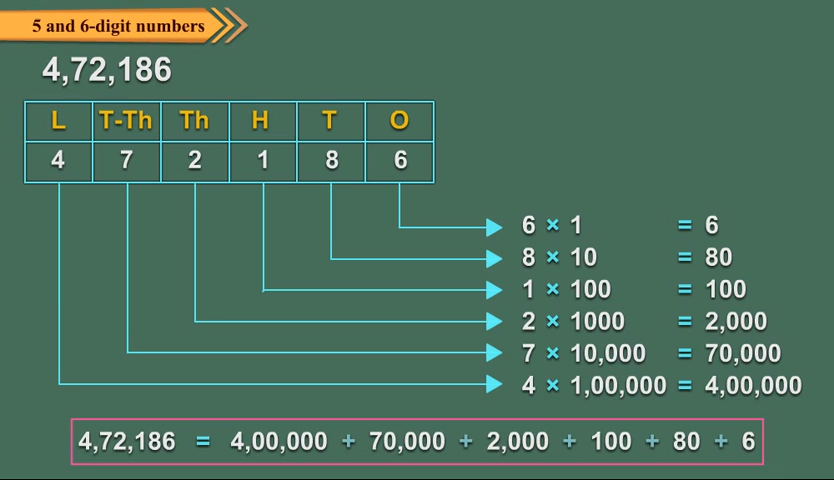 5 and 6-digit numbers
4,72,186
L T-Th Th H T O
4 7 2 1 8 6
6 × 1 = 6
8 × 10 = 80
1 × 100 = 100
2 × 1000 = 2,000
7 × 10,000 = 70,000
4 × 1,00,000 = 4,00,000
4,72,186 = 4,00,000 + 70,000 + 2,000 + 100 + 80 + 6